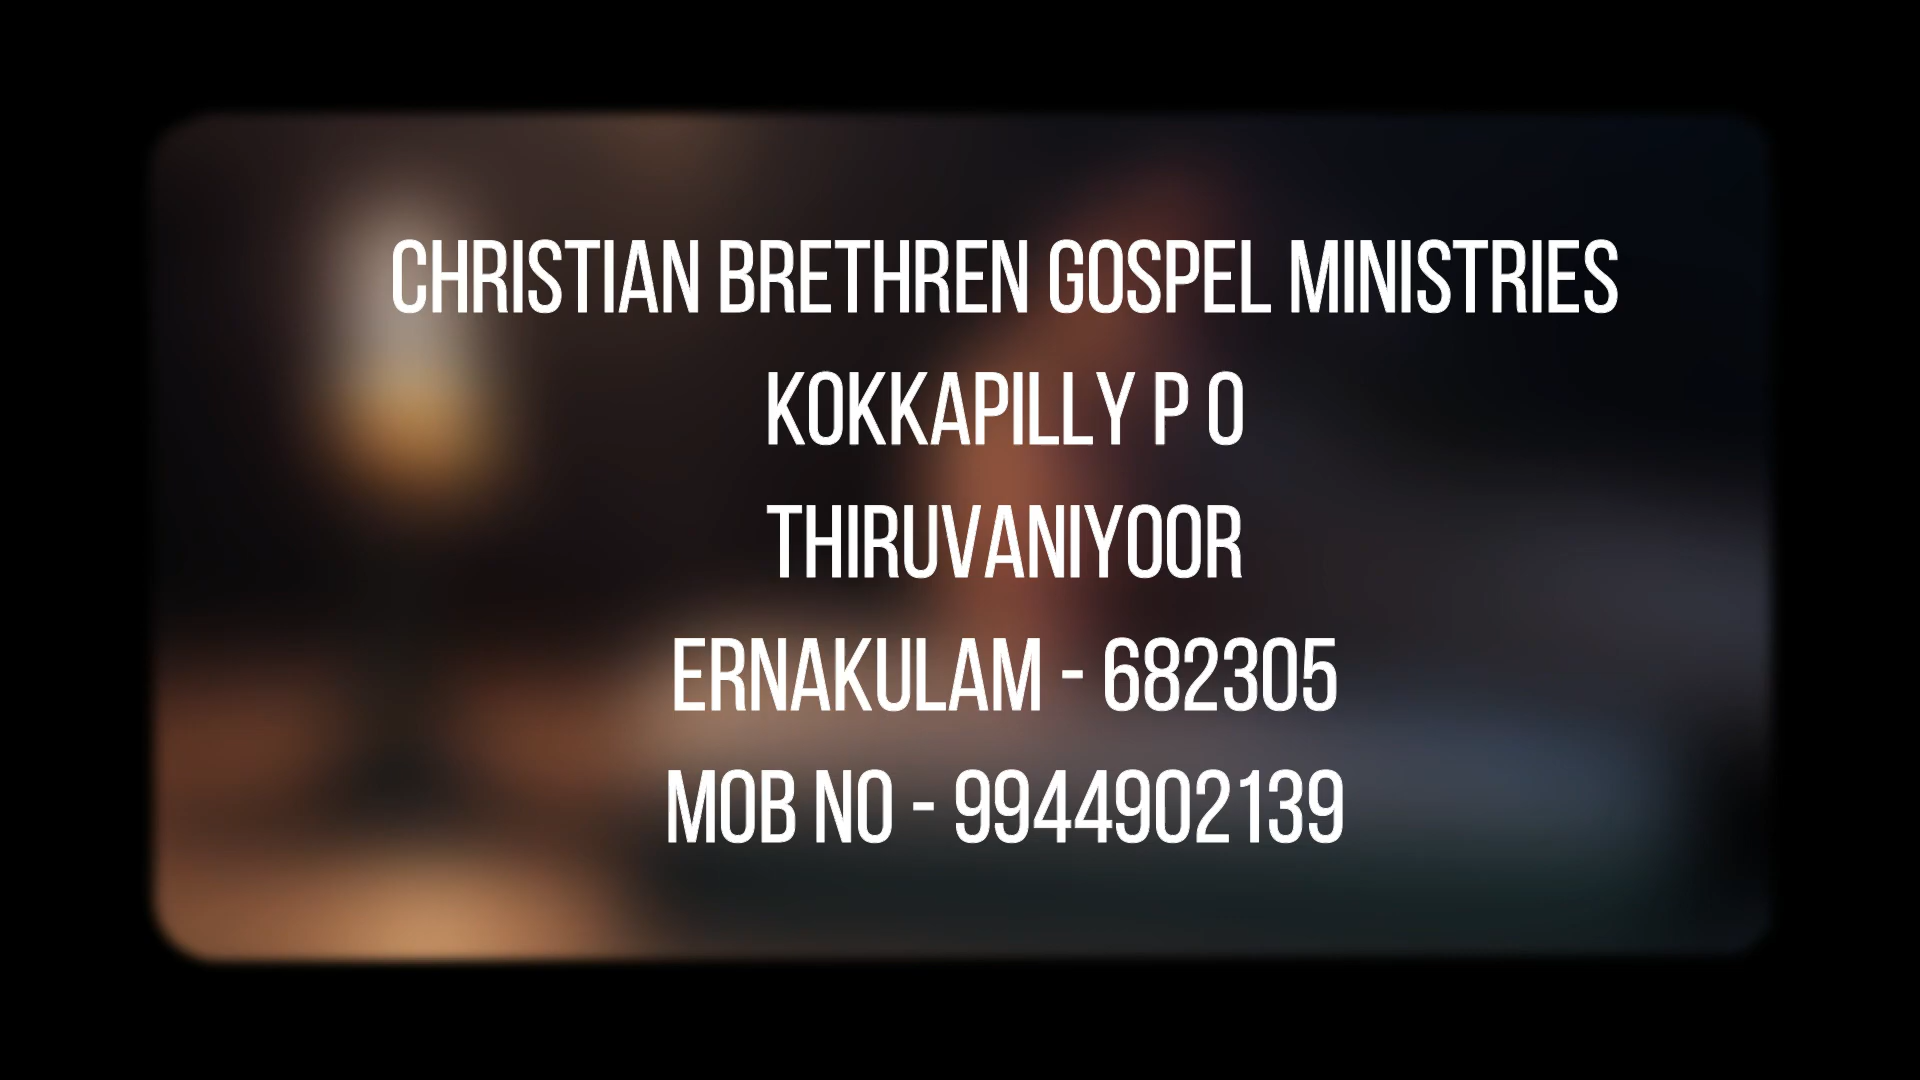 CHRISTIAN BRETHREN GOSPEL MINISTRIES
KOKKAPILLY P O
THIRUVANIYOOR
ERNAKULAM - 682305
MOB NO - 9944902139